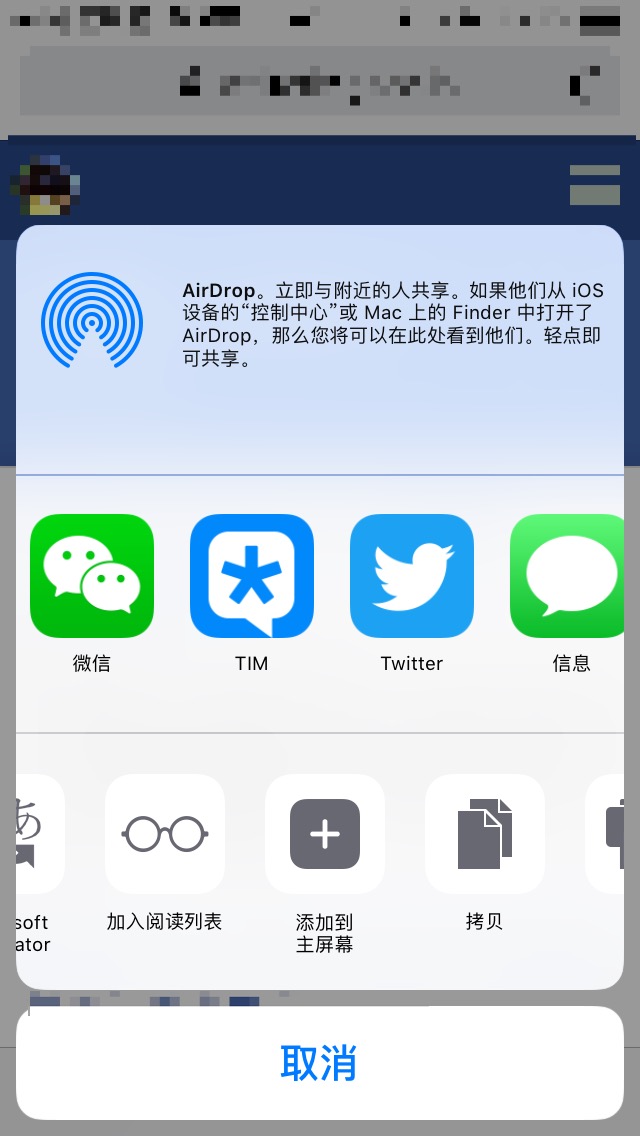 AirDrop。立即与附近的人共享。如果他们从 iOS
设备的“控制中心”或 Mac 上的 Finder 中打开了
AirDrop，那么您将可以在此处看到他们。轻点即
可共享。
微信
TIM
Twitter
信息
あ
soft
ator
加入阅读列表
添加到
主屏幕
拷贝
取消